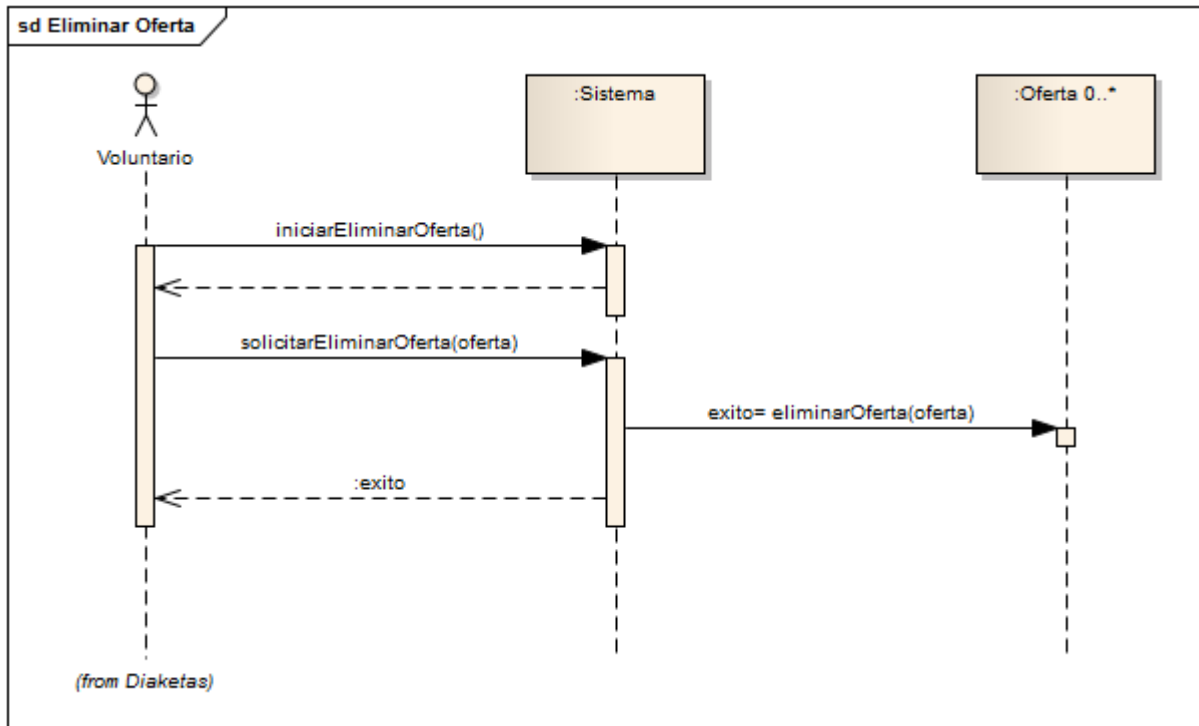 sd Eliminar Oferta
:Sistema
:Oferta 0..*
Voluntario
iniciarEliminarOferta()
solicitarEliminarOferta(oferta)
exito= eliminarOferta(oferta)
:exito
(from Diaketas)